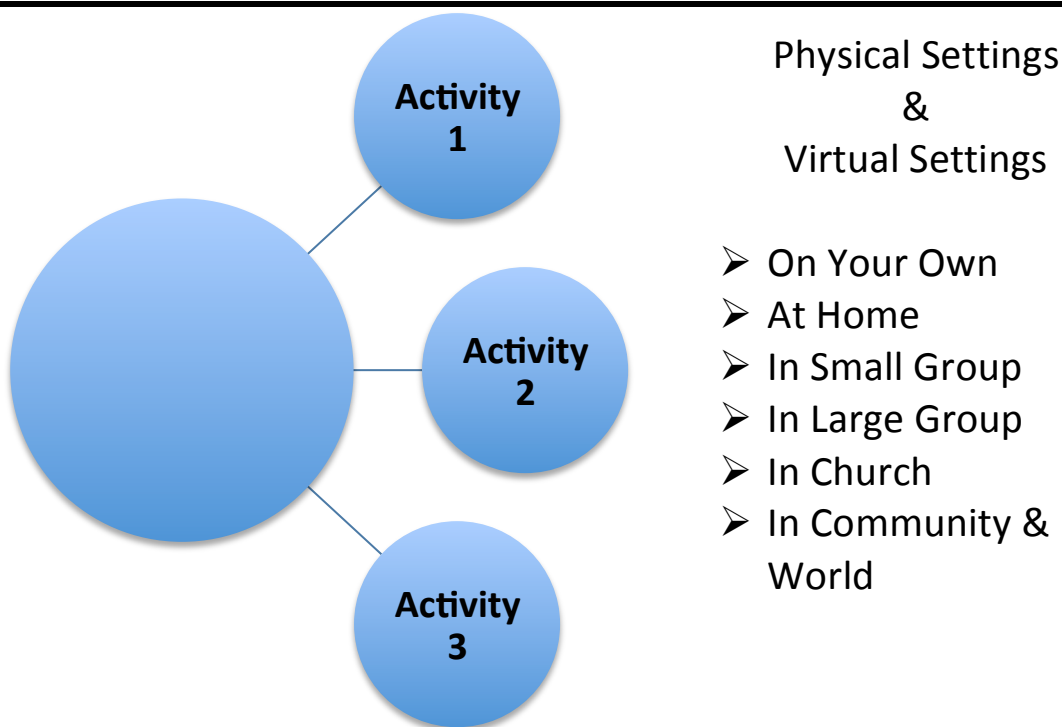 Activity
1
Activity
2
Activity
3
Physical Settings
&
Virtual Settings
➢ On Your Own
➢ At Home
➢ In Small Group
➢ In Large Group
➢ In Church
➢ In Community &
World